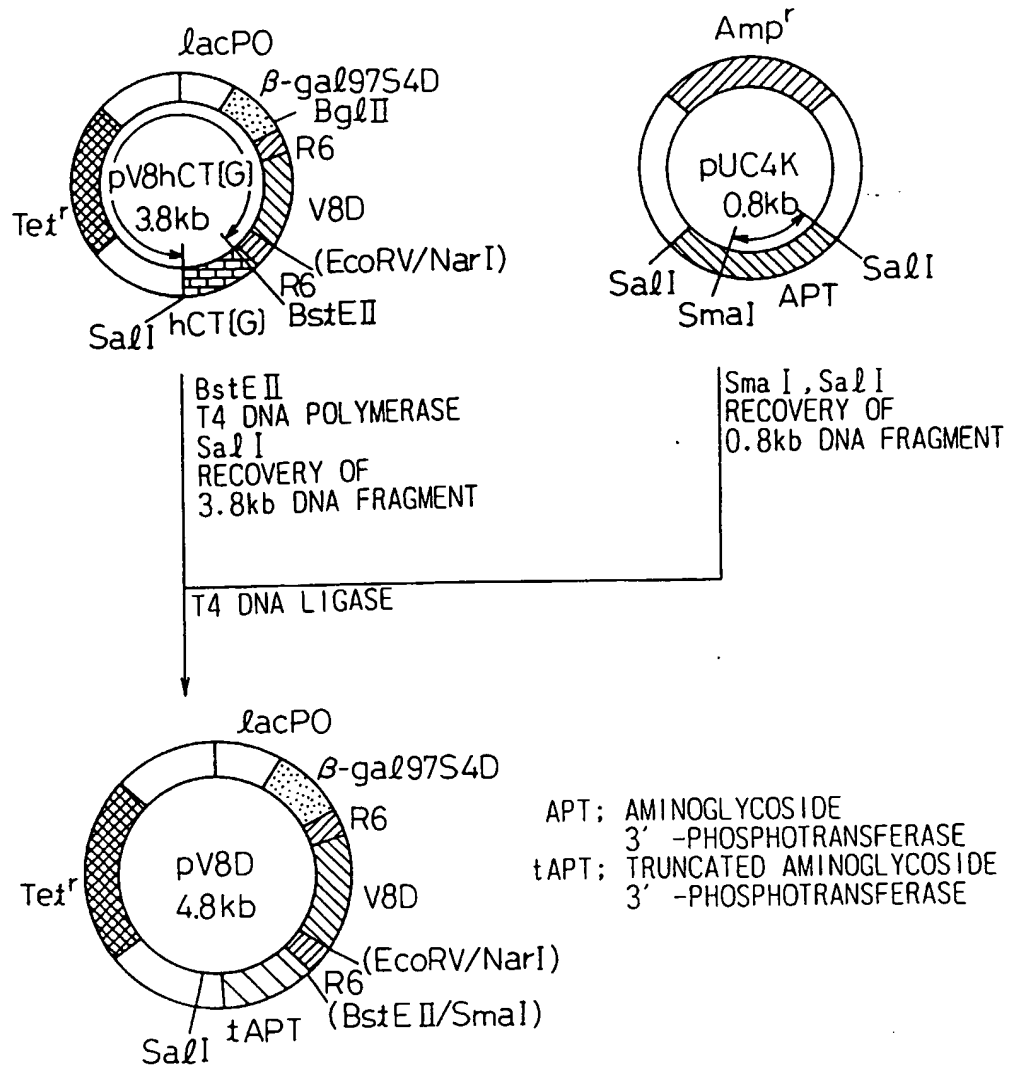 ℓacPO
β-gaℓ97S4D
BgℓⅡ
R6
pV8hCT[G]
3.8kb
V8D
Tetʳ
(EcoRV/NarI)
R6
BstEⅡ
SaℓI
hCT[G]
Ampʳ
pUC4K
0.8kb
SaℓI
SmaI
APT
SaℓI
BstEⅡ
T4 DNA POLYMERASE
SaℓI
RECOVERY OF
3.8kb DNA FRAGMENT
Sma I , Saℓ I
RECOVERY OF
0.8kb DNA FRAGMENT
T4 DNA LIGASE
ℓacPO
β-gaℓ97S4D
R6
pV8D
4.8kb
V8D
Tetʳ
(EcoRV/NarI)
R6
(BstEⅡ/SmaI)
tAPT
SaℓI
APT; AMINOGLYCOSIDE
3′ -PHOSPHOTRANSFERASE
tAPT; TRUNCATED AMINOGLYCOSIDE
3′ -PHOSPHOTRANSFERASE